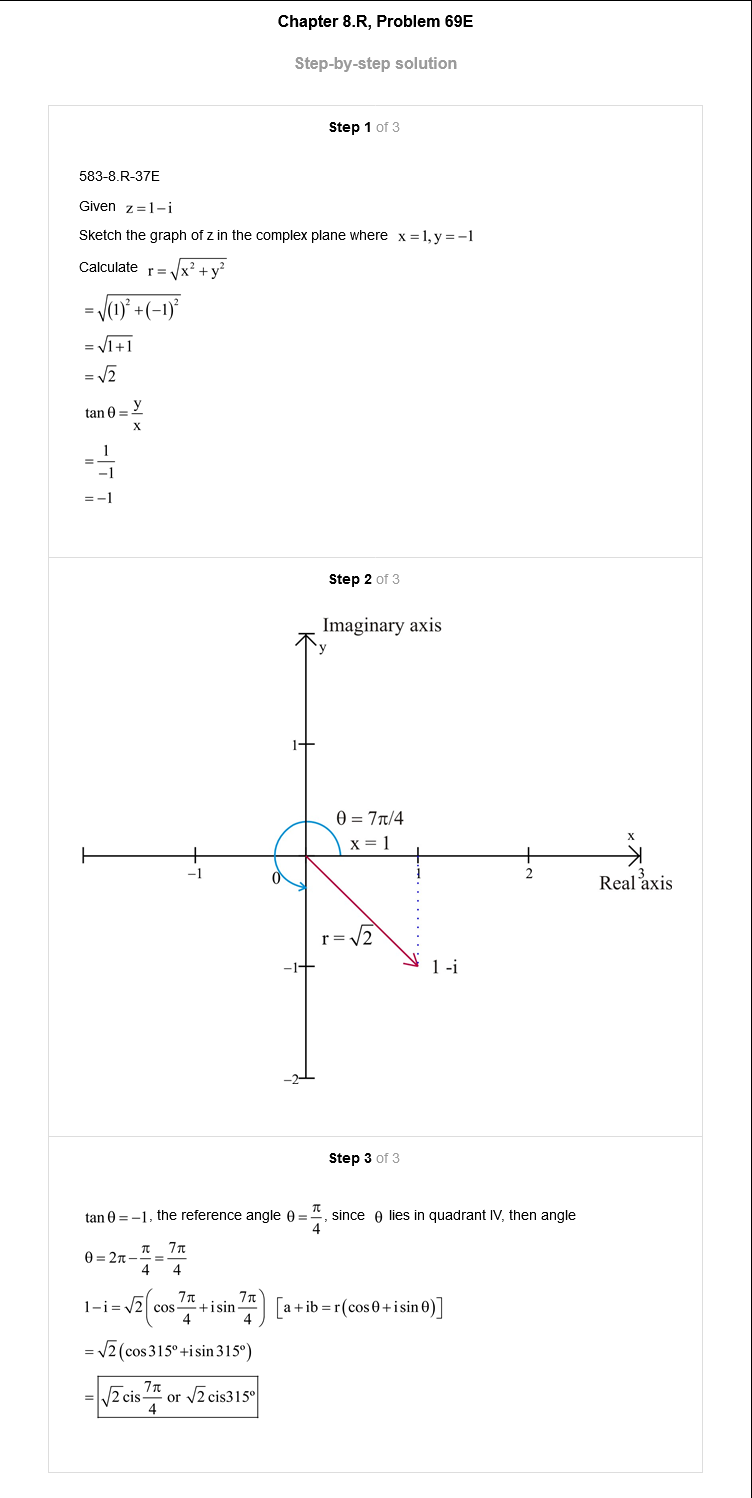 Chapter 8.R, Problem 69E
Step-by-step solution
Step 1 of 3
583-8.R-37E
Given z = 1 − i
Sketch the graph of z in the complex plane where x = 1, y = −1
Calculate r = √(x² + y²)
= √((1)² + (−1)²)
= √(1+1)
= √2
tan θ = y/x
= 1/−1
= −1
Step 2 of 3
Imaginary axis
y
1
θ = 7π/4
x = 1
x
−1
0
1
2
3
Real axis
r = √2
−1
1 -i
−2
Step 3 of 3
tan θ = −1, the reference angle θ = π/4, since θ lies in quadrant IV, then angle
θ = 2π − π/4 = 7π/4
1 − i = √2(cos 7π/4 + i sin 7π/4) [a + ib = r(cos θ + i sin θ)]
= √2(cos 315º + i sin 315º)
= √2 cis 7π/4 or √2 cis315º